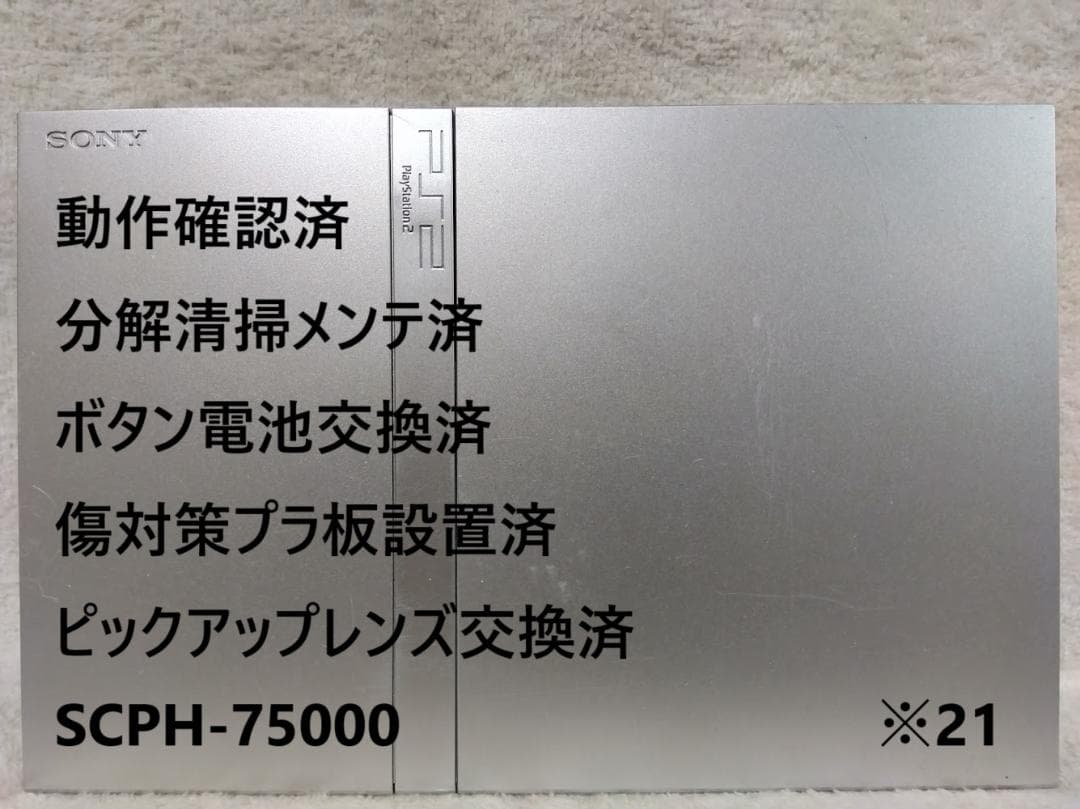 SONY
PS2
PlayStation 2
動作確認済
分解清掃メンテ済
ボタン電池交換済
傷対策プラ板設置済
ピックアップレンズ交換済
SCPH-75000
※21